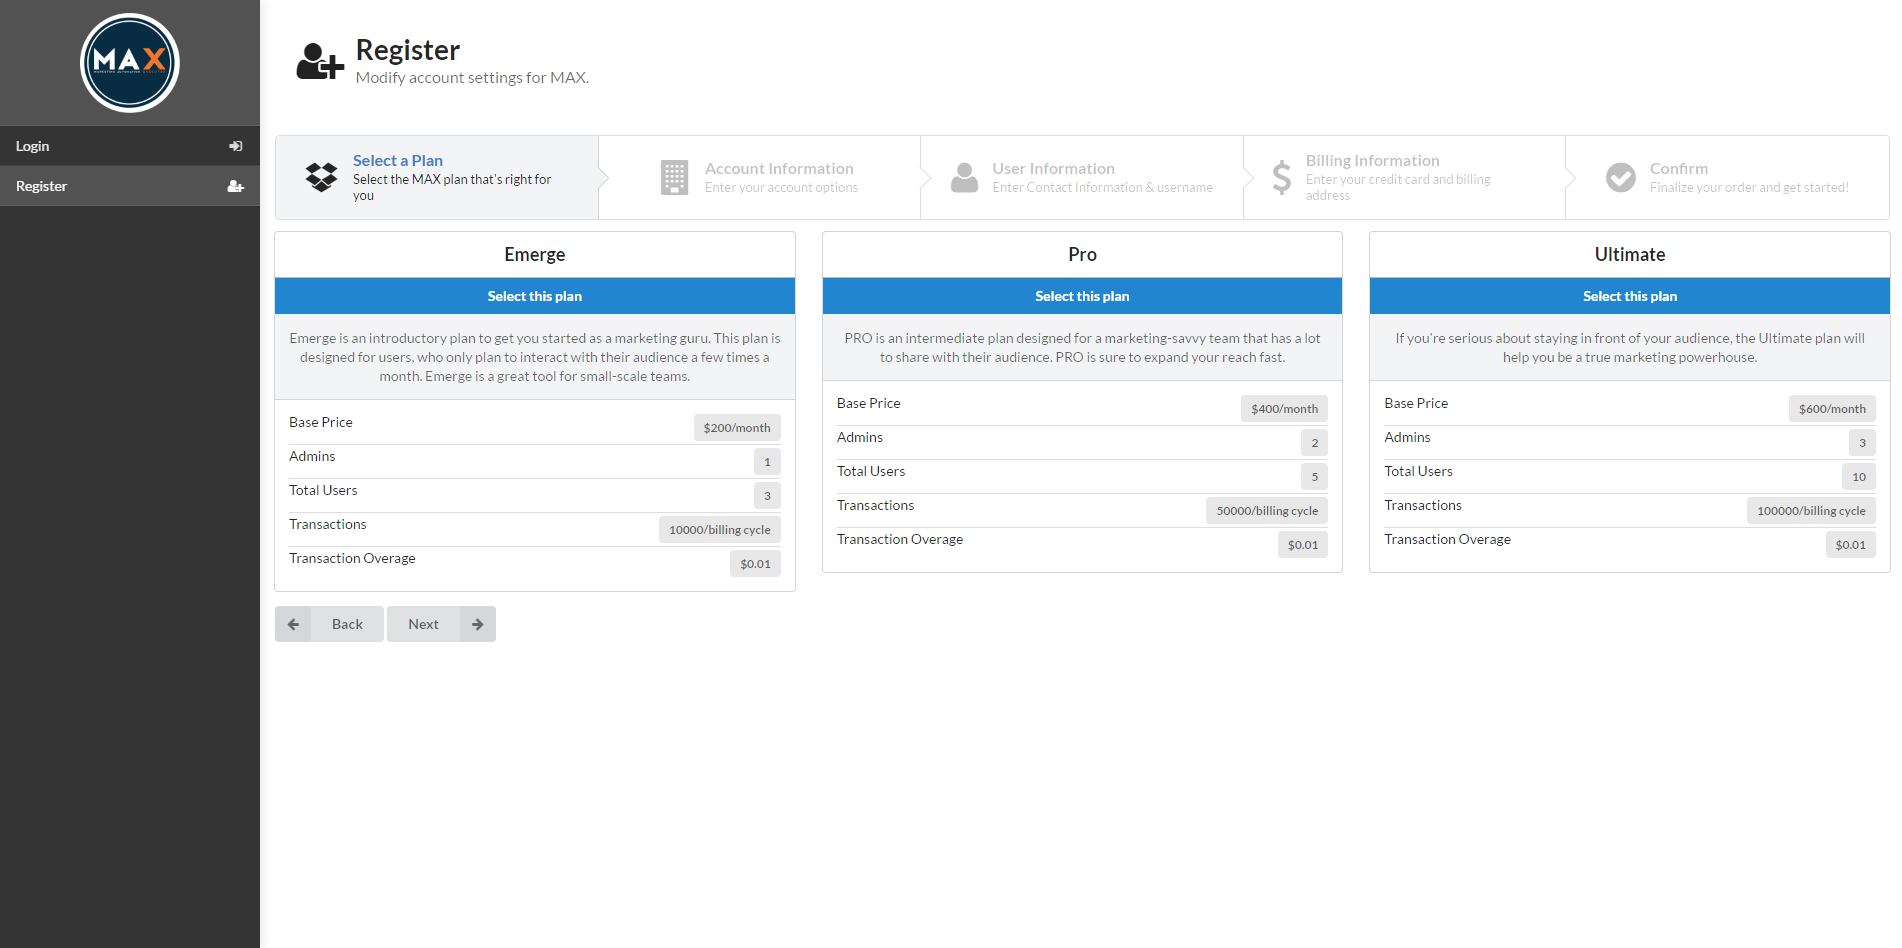 MAX
Login
Register
Register
Modify account settings for MAX.
Select a Plan
Select the MAX plan that's right for
you
Account Information
Enter your account options
User Information
Enter Contact Information & username
Billing Information
Enter your credit card and billing
address
Confirm
Finalize your order and get started!
Emerge
Select this plan
Emerge is an introductory plan to get you started as a marketing guru. This plan is
designed for users, who only plan to interact with their audience a few times a
month. Emerge is a great tool for small-scale teams.
Base Price $200/month
Admins 1
Total Users 3
Transactions 10000/billing cycle
Transaction Overage $0.01
Pro
Select this plan
PRO is an intermediate plan designed for a marketing-savvy team that has a lot
to share with their audience. PRO is sure to expand your reach fast.
Base Price $400/month
Admins 2
Total Users 5
Transactions 50000/billing cycle
Transaction Overage $0.01
Ultimate
Select this plan
If you're serious about staying in front of your audience, the Ultimate plan will
help you be a true marketing powerhouse.
Base Price $600/month
Admins 3
Total Users 10
Transactions 100000/billing cycle
Transaction Overage $0.01
Back
Next